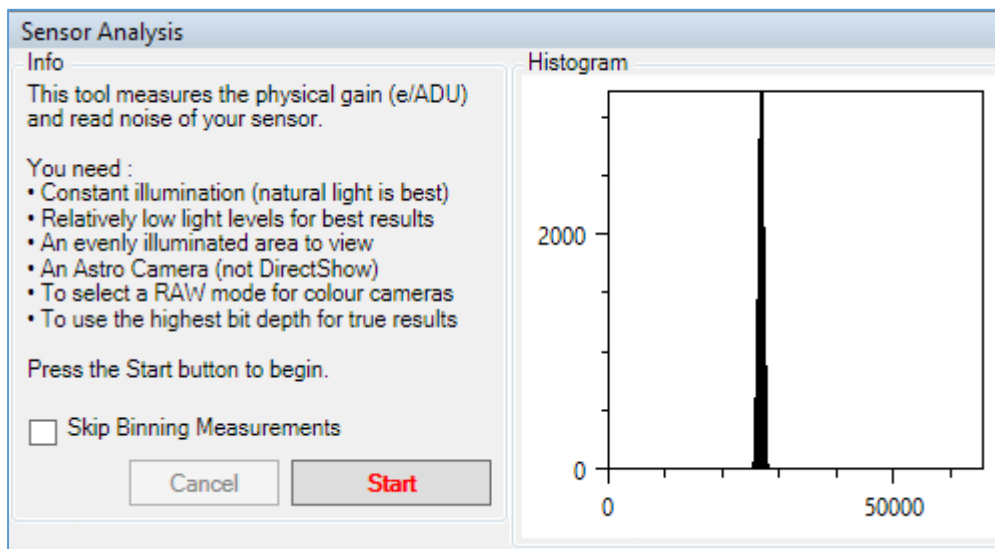 Sensor Analysis
Info
This tool measures the physical gain (e/ADU)
and read noise of your sensor.
You need :
• Constant illumination (natural light is best)
• Relatively low light levels for best results
• An evenly illuminated area to view
• An Astro Camera (not DirectShow)
• To select a RAW mode for colour cameras
• To use the highest bit depth for true results
Press the Start button to begin.
Skip Binning Measurements
Cancel Start
Histogram
2000
0
0 50000